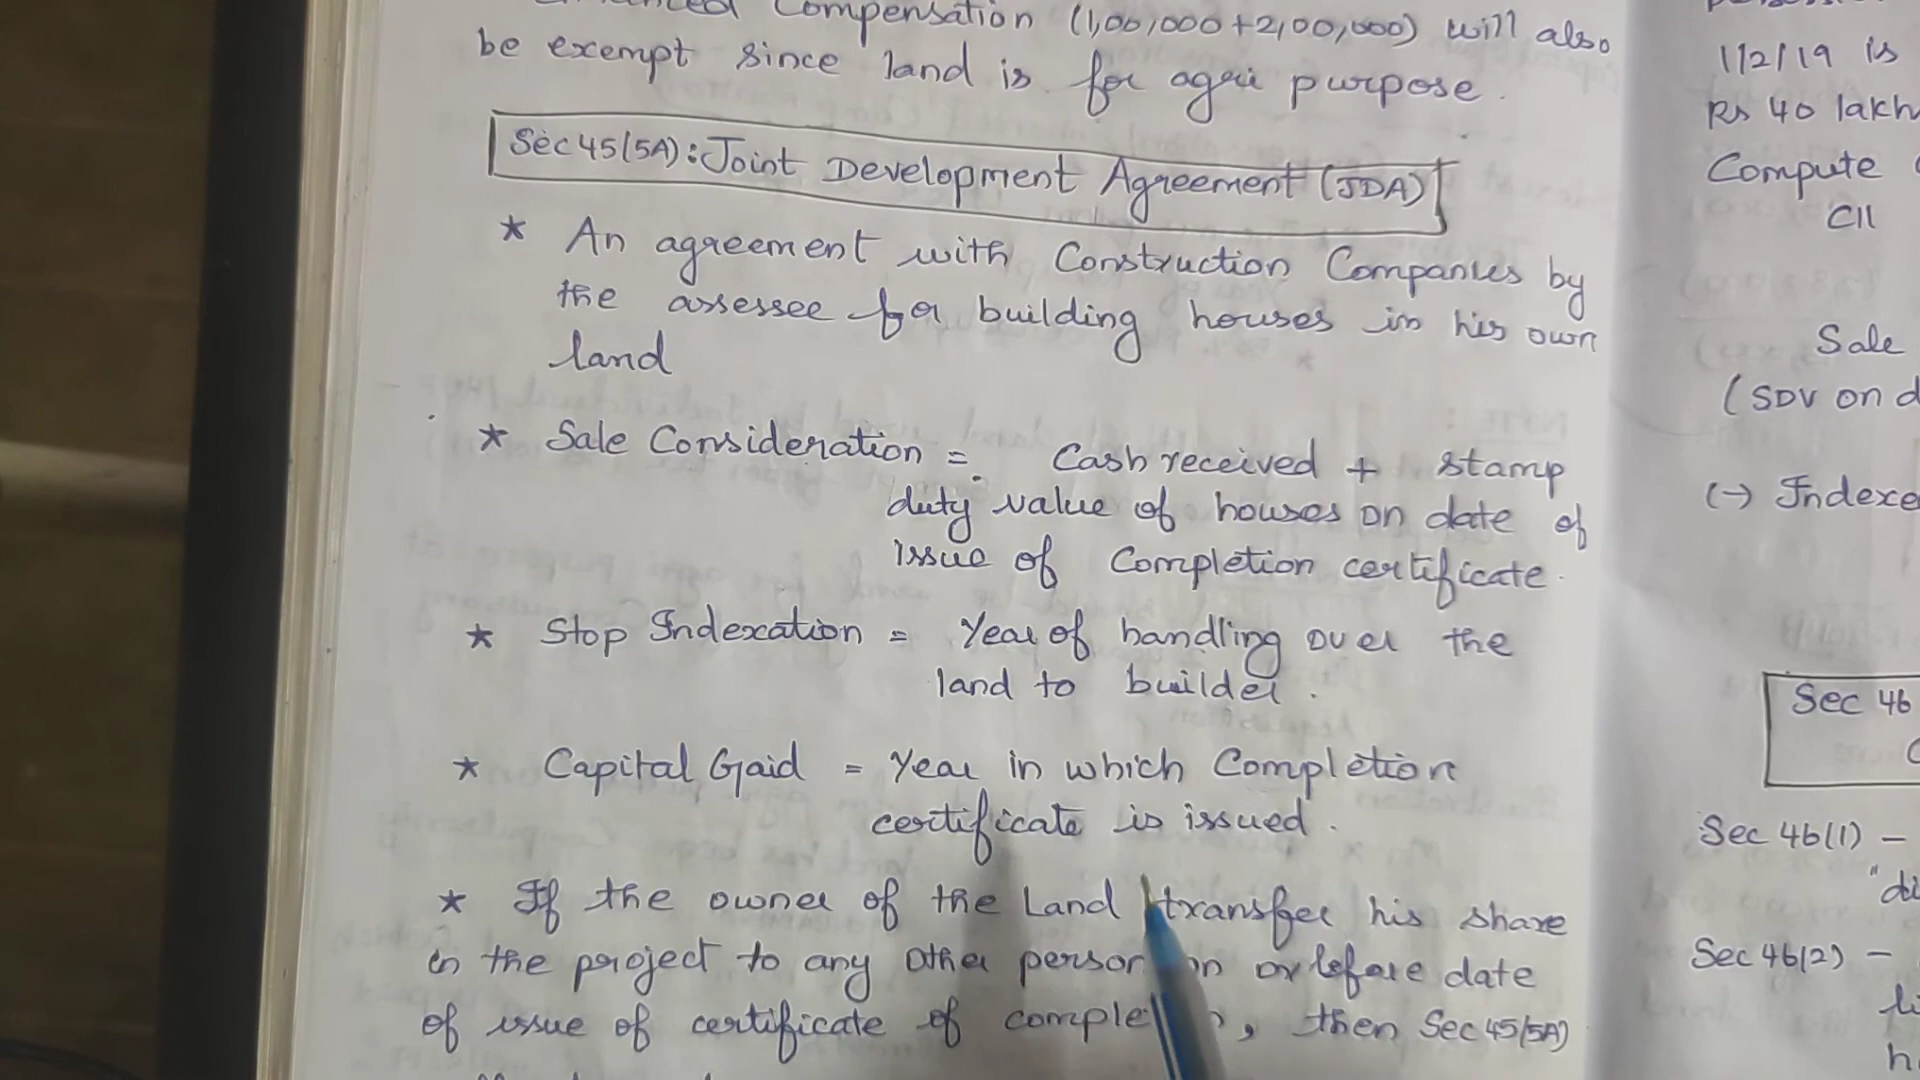 Compensation (1,00,000+2,00,000) will also
be exempt since land is for agri purpose.
Sec 45(5A): Joint Development Agreement (JDA)
* An agreement with Construction Companies by
the assessee for building houses in his own
land
* Sale Consideration = Cash received + stamp
duty value of houses on date of
issue of Completion certificate.
* Stop Indexation = Year of handling over the
land to builder.
* Capital Gaid = Year in which Completion
certificate is issued.
* If the owner of the Land transfer his share
in the project to any other person on or before date
of issue of certificate of comple , then Sec 45(5A)
1/2/19 is
Rs 40 lakh
Compute
CII
Sale
(SDV on d
(-) Indexe
Sec 46
Sec 46(1) -
"di
Sec 46(2) -
li
h